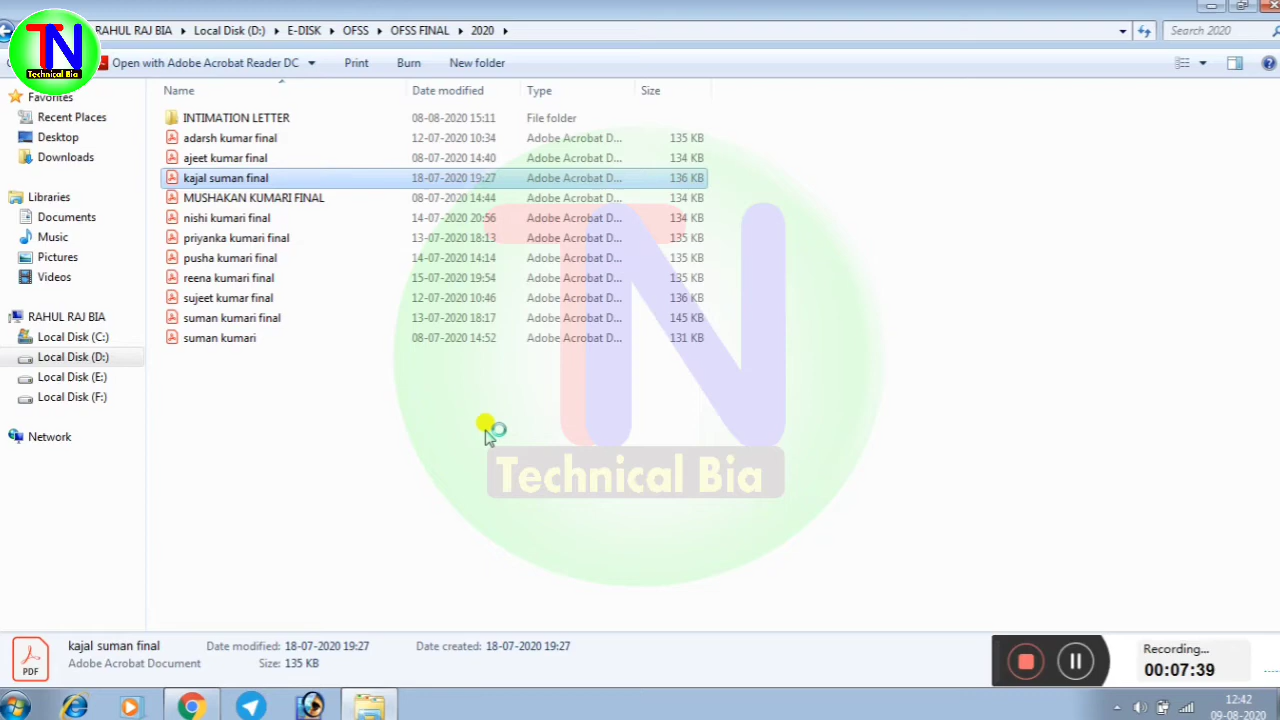 TN
Technical Bia
RAHUL RAJ BIA ▸ Local Disk (D:) ▸ E-DISK ▸ OFSS ▸ OFSS FINAL ▸ 2020 ▸
Search 2020
Open with Adobe Acrobat Reader DC
Print
Burn
New folder
Favorites
Recent Places
Desktop
Downloads
Libraries
Documents
Music
Pictures
Videos
RAHUL RAJ BIA
Local Disk (C:)
Local Disk (D:)
Local Disk (E:)
Local Disk (F:)
Network
Name Date modified Type Size
INTIMATION LETTER 08-08-2020 15:11 File folder
adarsh kumar final 12-07-2020 10:34 Adobe Acrobat D... 135 KB
ajeet kumar final 08-07-2020 14:40 Adobe Acrobat D... 134 KB
kajal suman final 18-07-2020 19:27 Adobe Acrobat D... 136 KB
MUSHAKAN KUMARI FINAL 08-07-2020 14:44 Adobe Acrobat D... 134 KB
nishi kumari final 14-07-2020 20:56 Adobe Acrobat D... 134 KB
priyanka kumari final 13-07-2020 18:13 Adobe Acrobat D... 135 KB
pusha kumari final 14-07-2020 14:14 Adobe Acrobat D... 135 KB
reena kumari final 15-07-2020 19:54 Adobe Acrobat D... 135 KB
sujeet kumar final 12-07-2020 10:46 Adobe Acrobat D... 136 KB
suman kumari final 13-07-2020 18:17 Adobe Acrobat D... 145 KB
suman kumari 08-07-2020 14:52 Adobe Acrobat D... 131 KB
TN
Technical Bia
kajal suman final Date modified: 18-07-2020 19:27 Date created: 18-07-2020 19:27
Adobe Acrobat Document Size: 135 KB
PDF
Recording...
00:07:39
12:42
09-08-2020